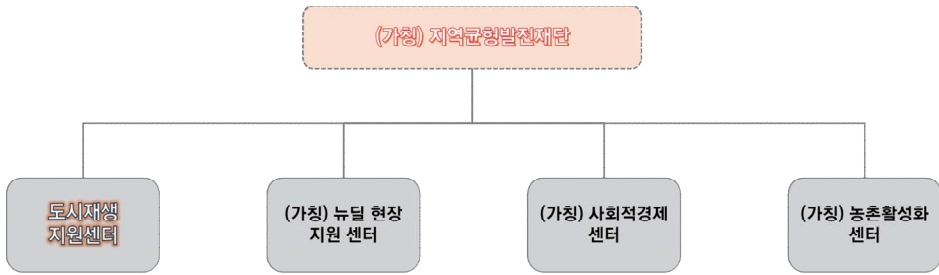 (가칭) 지역균형발전재단
도시재생
지원센터
(가칭) 뉴딜 현장
지원 센터
(가칭) 사회적경제
센터
(가칭) 농촌활성화
센터